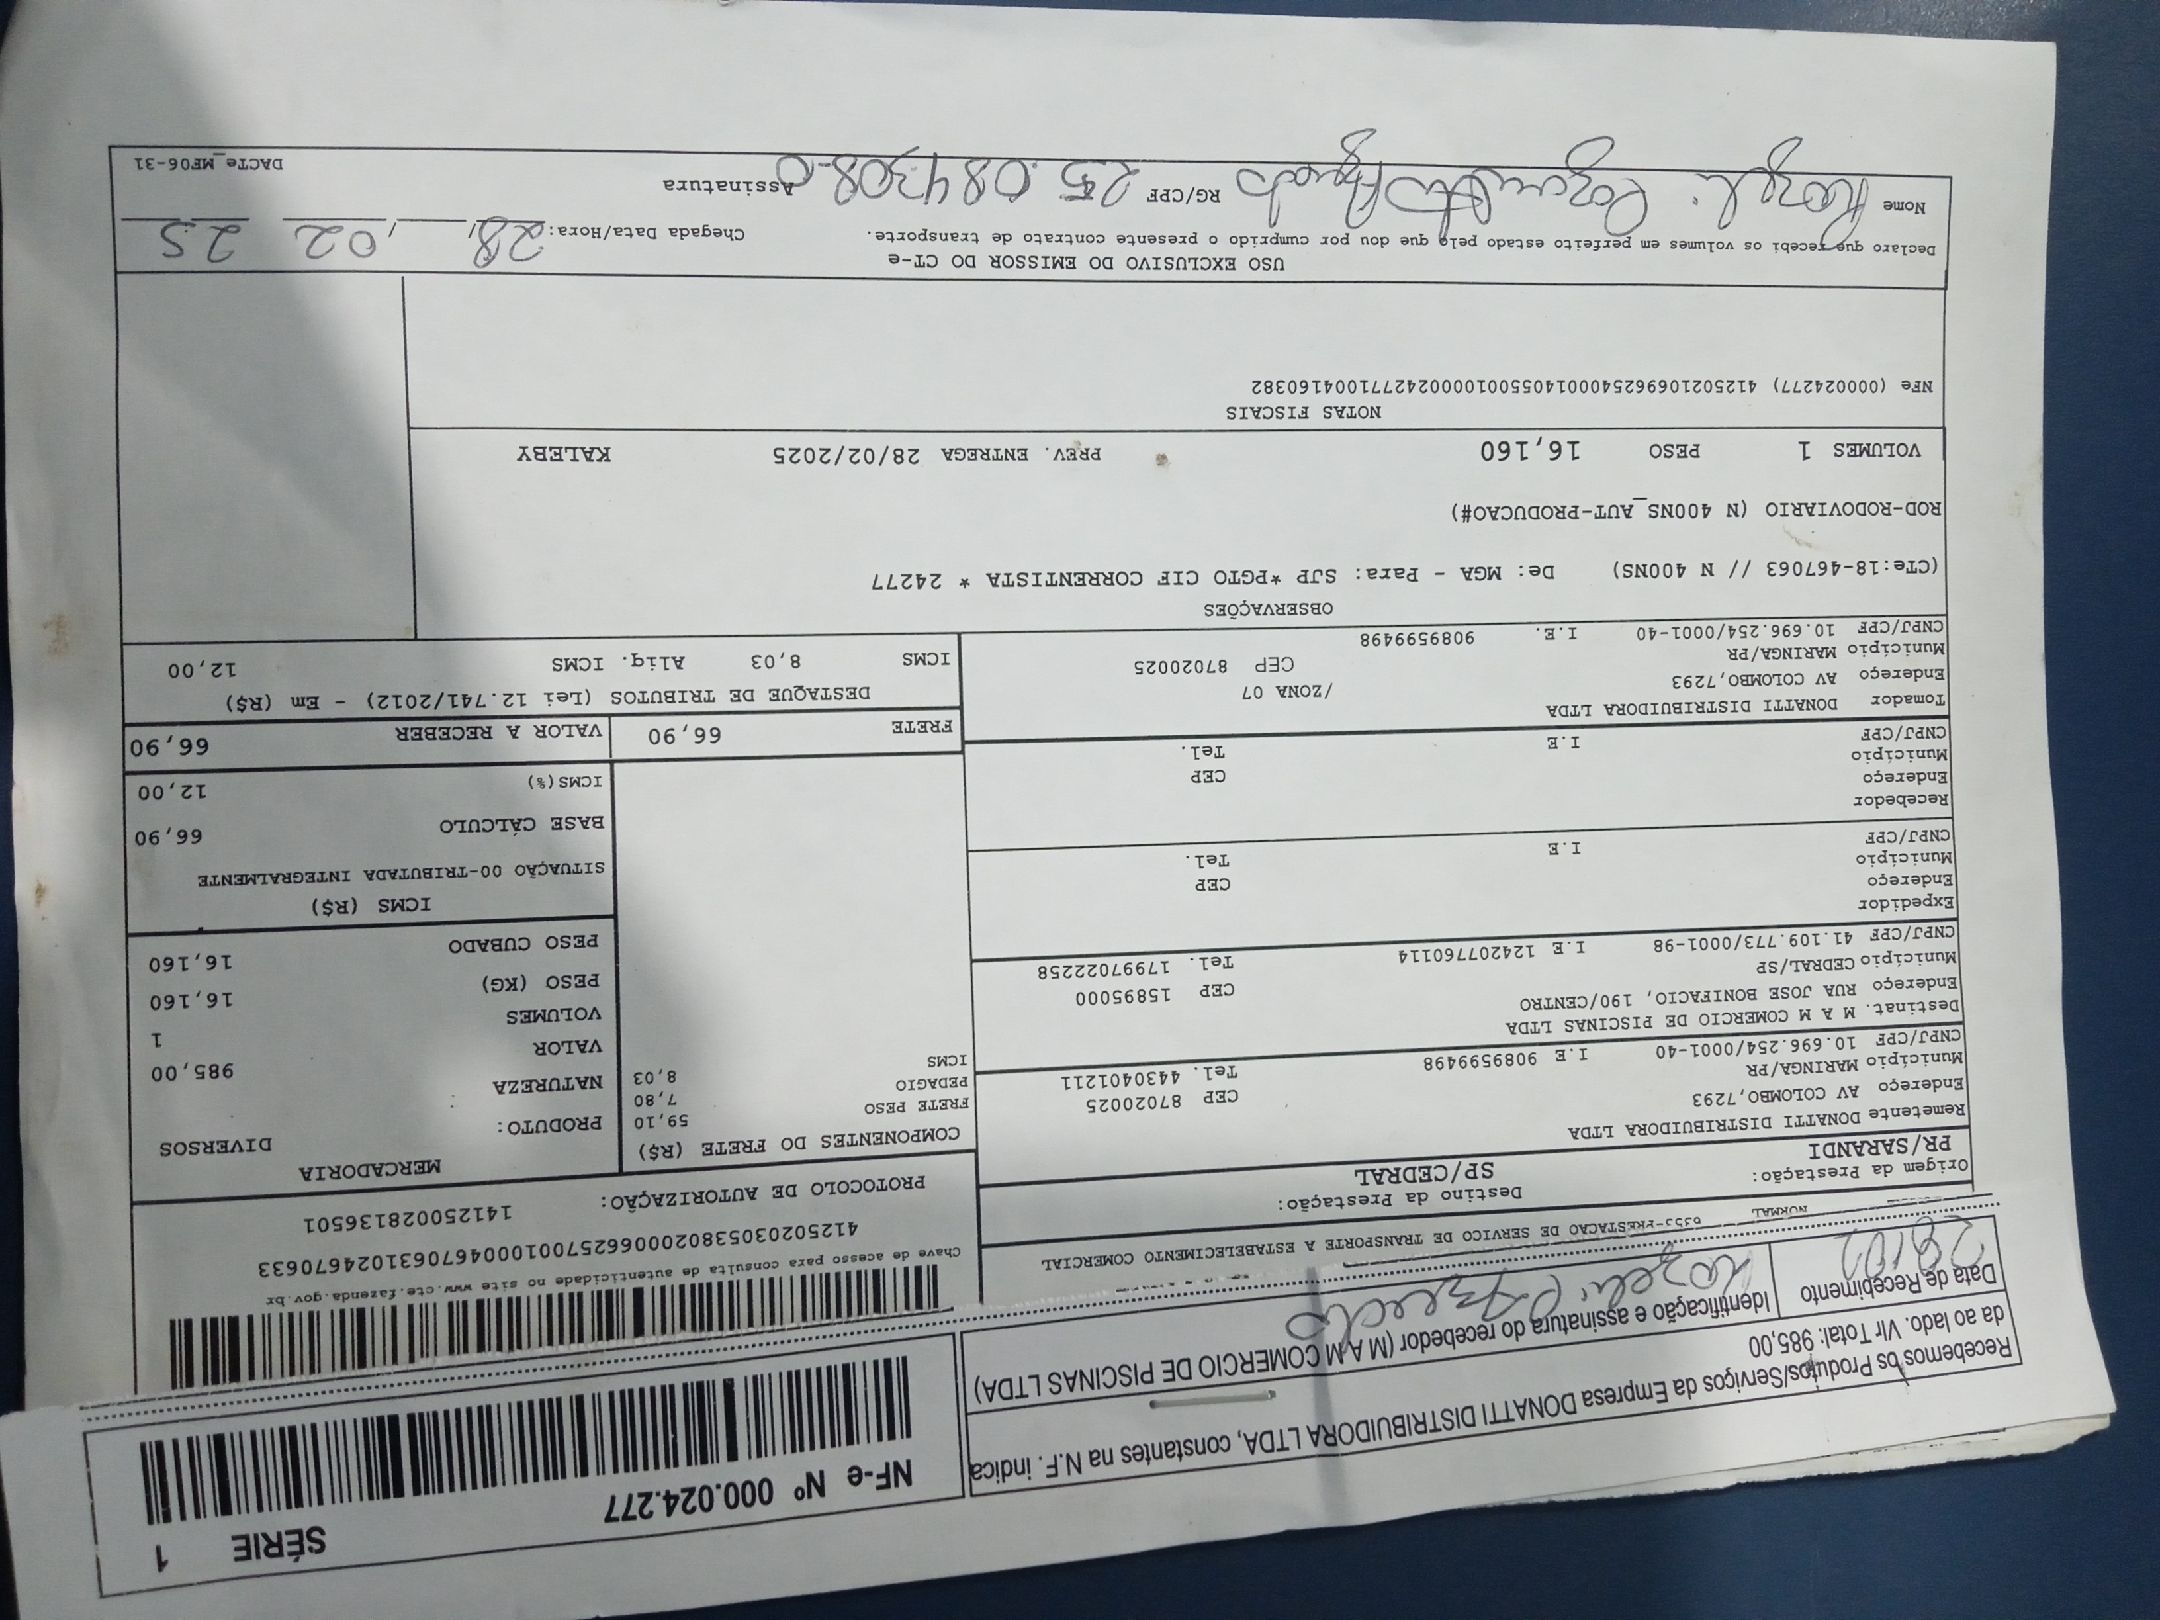 NF-e Nº 000.024.277 SÉRIE 1
Recebemos os Produtos/Serviços da Empresa DONATTI DISTRIBUIDORA LTDA, constantes na N.F. indica
da ao lado. Vlr Total: 985,00
Data de Recebimento
28/02
Identificação e assinatura do recebedor (M A M COMERCIO DE PISCINAS LTDA)
Chave de acesso para consulta de autenticidade no site www.cte.fazenda.gov.br
41250203053802000662570010004670631024670633
PROTOCOLO DE AUTORIZAÇÃO: 141250028136501
NORMAL 6353-PRESTACAO DE SERVICO DE TRANSPORTE A ESTABELECIMENTO COMERCIAL
Origem da Prestação:
PR/SARANDI
Destino da Prestação:
SP/CEDRAL
Remetente DONATTI DISTRIBUIDORA LTDA
Endereço AV COLOMBO,7293 CEP 87020025
Município MARINGA/PR Tel. 4430401211
CNPJ/CPF 10.696.254/0001-40 I.E 9089599498
Destinat. M A M COMERCIO DE PISCINAS LTDA
Endereço RUA JOSE BONIFACIO, 190/CENTRO
Município CEDRAL/SP CEP 15895000
CNPJ/CPF 41.109.773/0001-98 I.E 124207760114 Tel. 17997022258
Expedidor
Endereço
Município CEP
CNPJ/CPF I.E Tel.
Recebedor
Endereço
Município CEP
CNPJ/CPF I.E Tel.
Tomador DONATTI DISTRIBUIDORA LTDA
Endereço AV COLOMBO,7293 /ZONA 07
Município MARINGA/PR CEP 87020025
CNPJ/CPF 10.696.254/0001-40 I.E. 9089599498
COMPONENTES DO FRETE (R$)
FRETE PESO 59,10
PEDAGIO 7,80
ICMS 8,03
FRETE 66,90
MERCADORIA
PRODUTO: DIVERSOS
NATUREZA :
VALOR 985,00
VOLUMES 1
PESO (KG) 16,160
PESO CUBADO 16,160
ICMS (R$)
SITUAÇÃO 00-TRIBUTADA INTEGRALMENTE
BASE CÁLCULO 66,90
ICMS(%) 12,00
VALOR A RECEBER 66,90
DESTAQUE DE TRIBUTOS (Lei 12.741/2012) - Em (R$)
ICMS 8,03 Aliq. ICMS 12,00
OBSERVAÇÕES
(CTe:18-467063 // N 400NS) De: MGA - Para: SJP *PGTO CIF CORRENTISTA * 24277
ROD-RODOVIARIO (N 400NS_AUT-PRODUCAO#)
VOLUMES 1 PESO 16,160 PREV. ENTREGA 28/02/2025 KALEBY
NOTAS FISCAIS
NFe (000024277) 41250210696254000140550010000242771004160382
USO EXCLUSIVO DO EMISSOR DO CT-e
Declaro que recebi os volumes em perfeito estado pelo que dou por cumprido o presente contrato de transporte.
Chegada Data/Hora: 28 / 02 / 25
Nome
RG/CPF 25.084308-0
Assinatura
DACTe_MF06-31